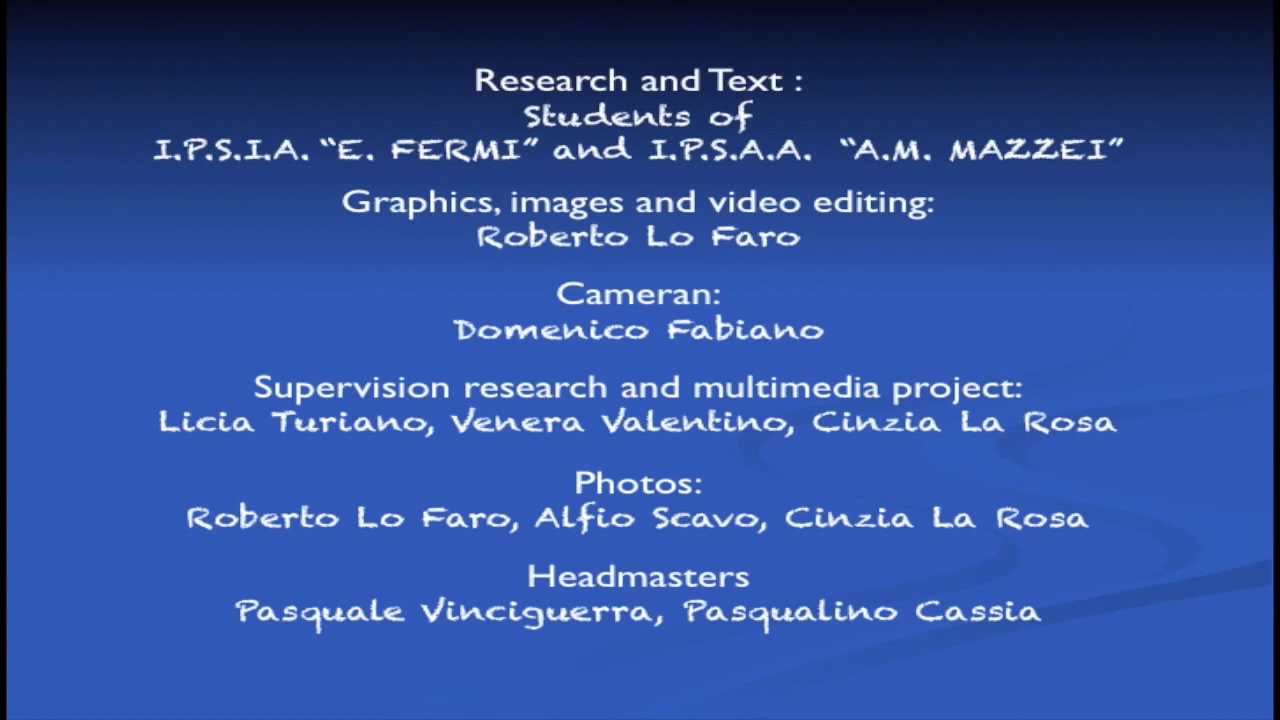 Research and Text :
Students of
I.P.S.I.A. “E. FERMI” and I.P.S.A.A. “A.M. MAZZEI”
Graphics, images and video editing:
Roberto Lo Faro
Cameran:
Domenico Fabiano
Supervision research and multimedia project:
Licia Turiano, Venera Valentino, Cinzia La Rosa
Photos:
Roberto Lo Faro, Alfio Scavo, Cinzia La Rosa
Headmasters
Pasquale Vinciguerra, Pasqualino Cassia